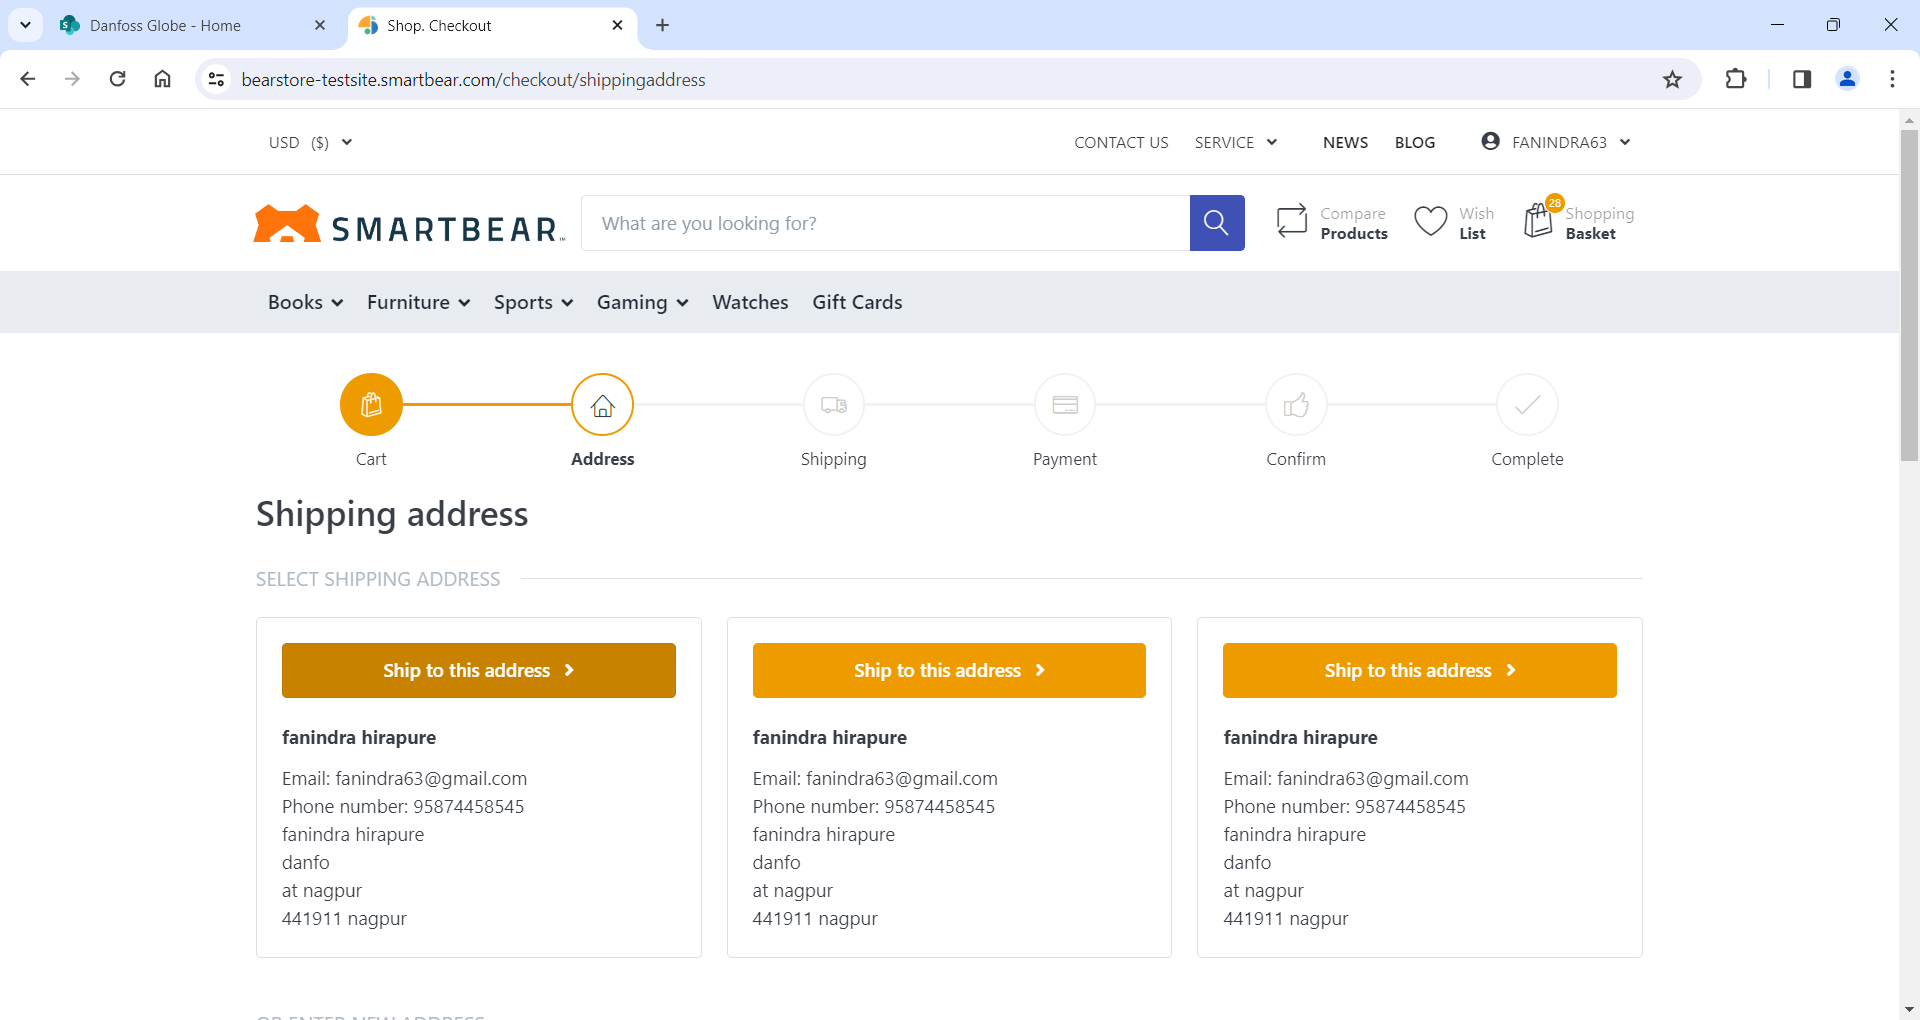 Danfoss Globe - Home
Shop. Checkout
bearstore-testsite.smartbear.com/checkout/shippingaddress
USD ($)
CONTACT US SERVICE NEWS BLOG FANINDRA63
SMARTBEAR™
What are you looking for?
Compare Products
Wish List
28
Shopping Basket
Books Furniture Sports Gaming Watches Gift Cards
Cart Address Shipping Payment Confirm Complete
Shipping address
SELECT SHIPPING ADDRESS
Ship to this address
fanindra hirapure
Email: fanindra63@gmail.com
Phone number: 95874458545
fanindra hirapure
danfo
at nagpur
441911 nagpur
Ship to this address
fanindra hirapure
Email: fanindra63@gmail.com
Phone number: 95874458545
fanindra hirapure
danfo
at nagpur
441911 nagpur
Ship to this address
fanindra hirapure
Email: fanindra63@gmail.com
Phone number: 95874458545
fanindra hirapure
danfo
at nagpur
441911 nagpur
OR ENTER NEW ADDRESS